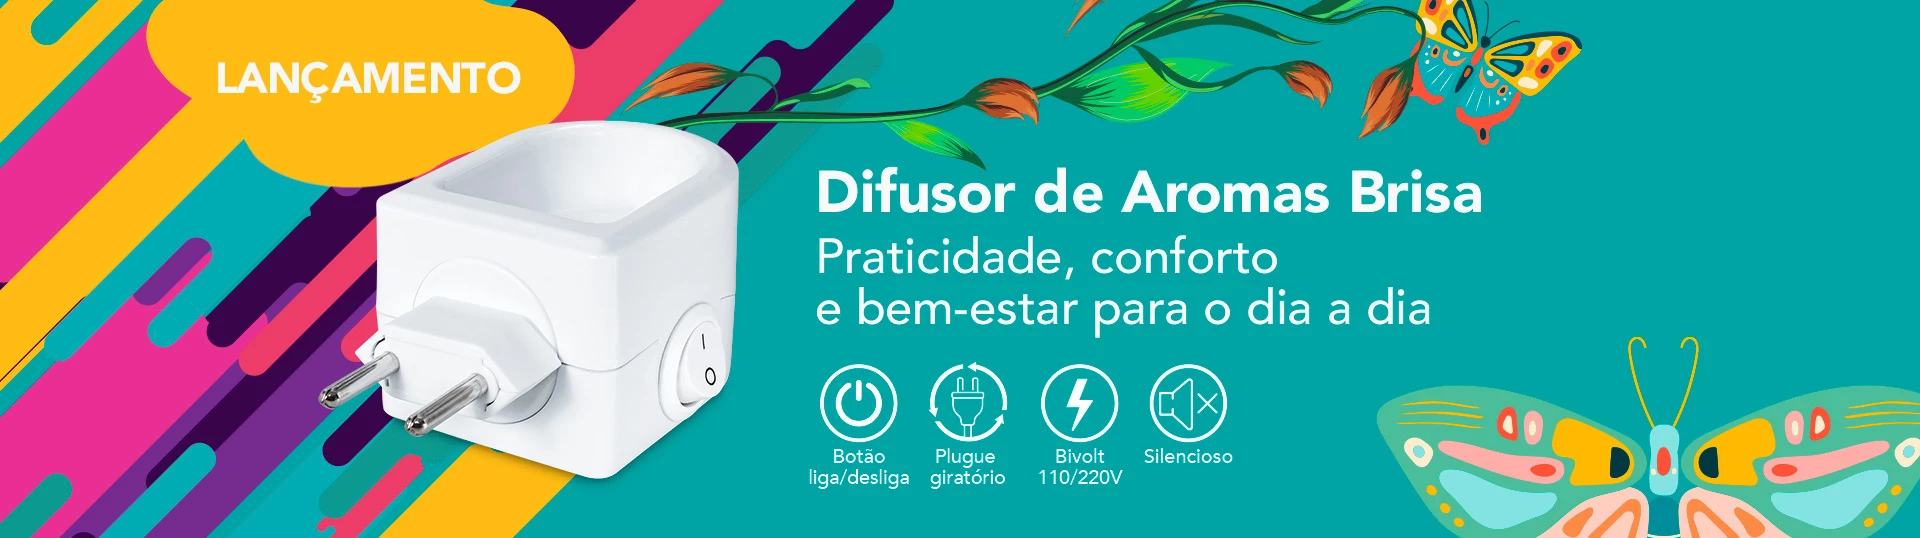 LANÇAMENTO
Difusor de Aromas Brisa
Praticidade, conforto
e bem-estar para o dia a dia
Botão
liga/desliga
Plugue
giratório
Bivolt
110/220V
Silencioso